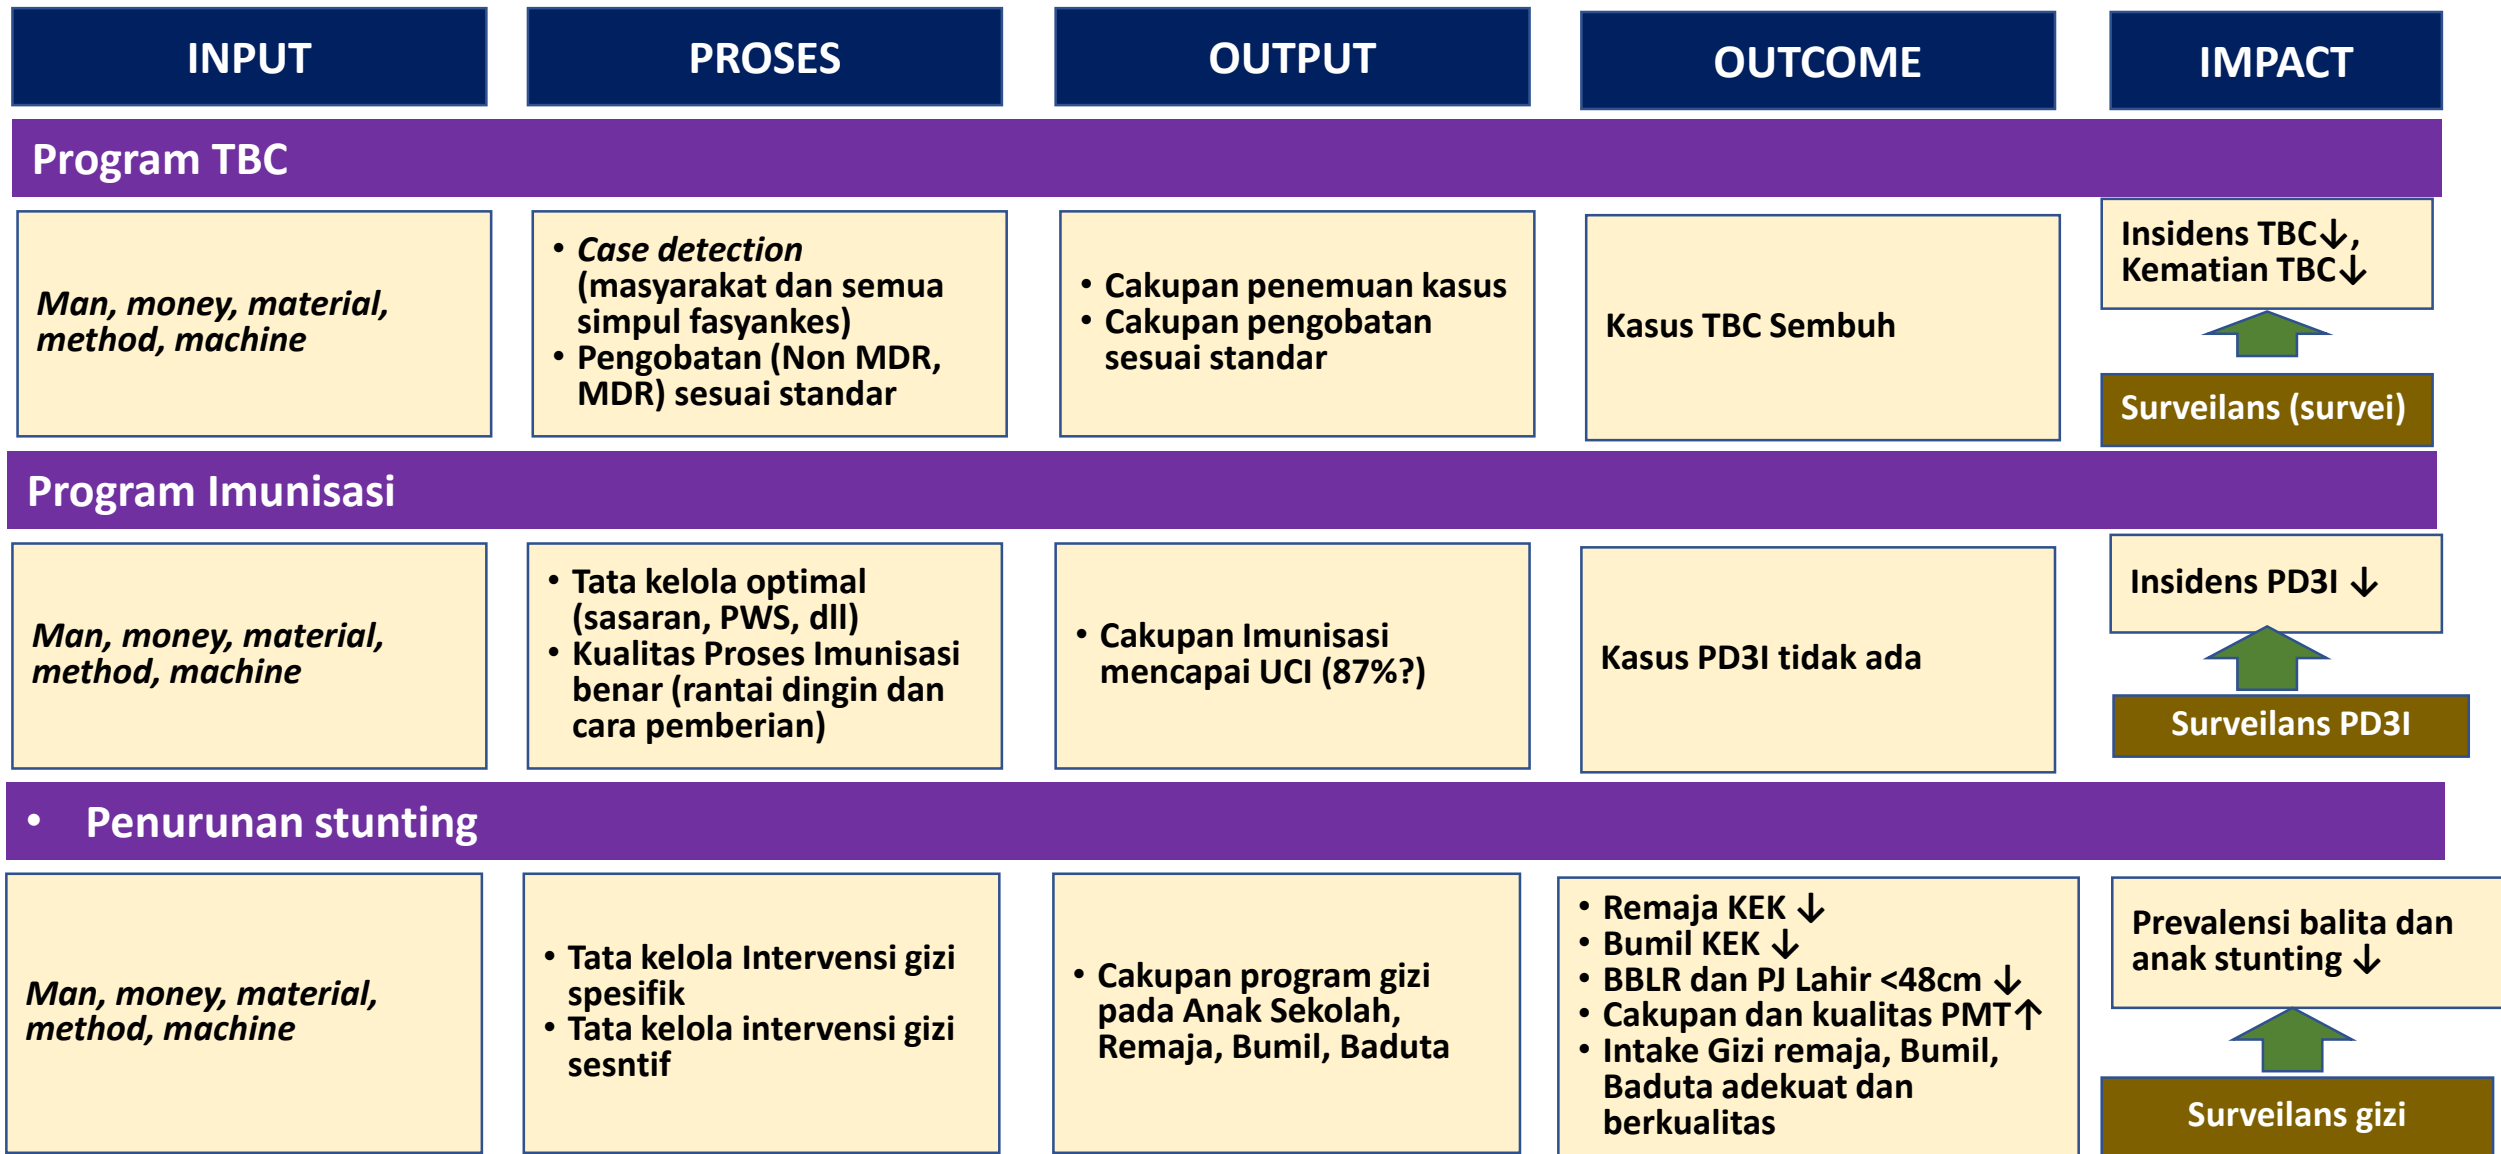 INPUT
PROSES
OUTPUT
OUTCOME
IMPACT
Program TBC
Man, money, material,
method, machine
• Case detection
(masyarakat dan semua
simpul fasyankes)
• Pengobatan (Non MDR,
MDR) sesuai standar
• Cakupan penemuan kasus
• Cakupan pengobatan
sesuai standar
Kasus TBC Sembuh
Insidens TBC↓,
Kematian TBC↓
Surveilans (survei)
Program Imunisasi
Man, money, material,
method, machine
• Tata kelola optimal
(sasaran, PWS, dll)
• Kualitas Proses Imunisasi
benar (rantai dingin dan
cara pemberian)
• Cakupan Imunisasi
mencapai UCI (87%?)
Kasus PD3I tidak ada
Insidens PD3I ↓
Surveilans PD3I
• Penurunan stunting
Man, money, material,
method, machine
• Tata kelola Intervensi gizi
spesifik
• Tata kelola intervensi gizi
sesntif
• Cakupan program gizi
pada Anak Sekolah,
Remaja, Bumil, Baduta
• Remaja KEK ↓
• Bumil KEK ↓
• BBLR dan PJ Lahir <48cm ↓
• Cakupan dan kualitas PMT↑
• Intake Gizi remaja, Bumil,
Baduta adekuat dan
berkualitas
Prevalensi balita dan
anak stunting ↓
Surveilans gizi